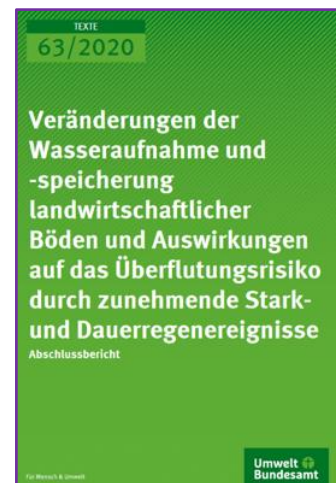 TEXTE
63/2020
Veränderungen der
Wasseraufnahme und
-speicherung
landwirtschaftlicher
Böden und Auswirkungen
auf das Überflutungsrisiko
durch zunehmende Stark-
und Dauerregenereignisse
Abschlussbericht
Für Mensch & Umwelt
Umwelt
Bundesamt